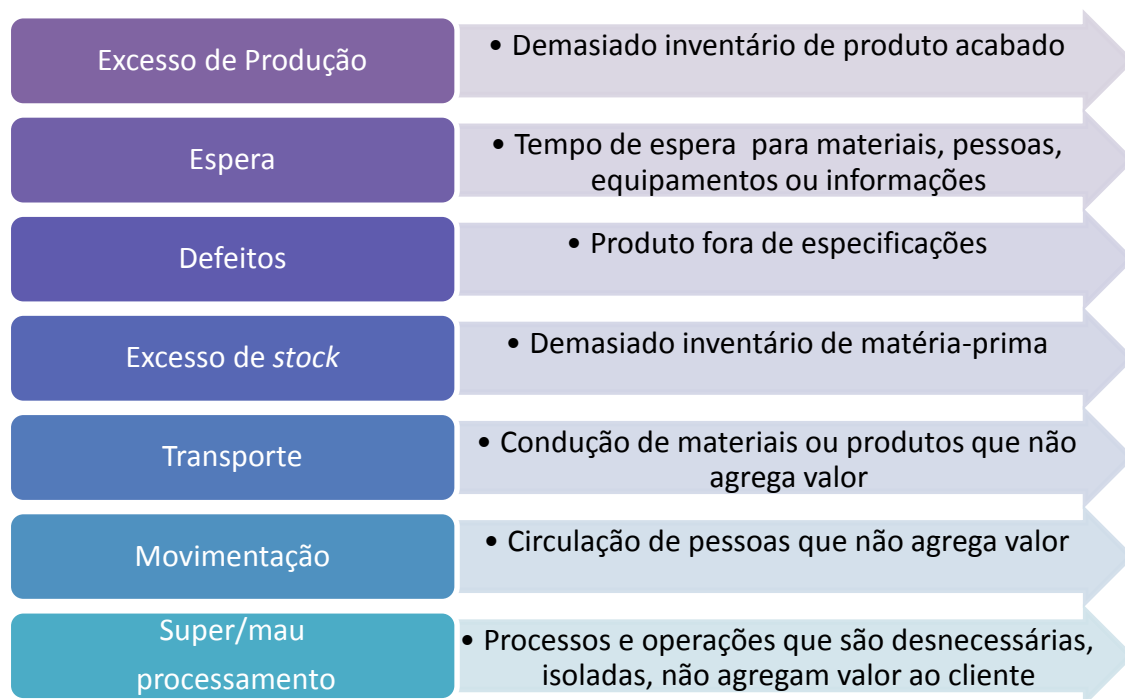 Excesso de Produção
• Demasiado inventário de produto acabado
Espera
• Tempo de espera  para materiais, pessoas,
equipamentos ou informações
Defeitos
• Produto fora de especificações
Excesso de stock
• Demasiado inventário de matéria-prima
Transporte
• Condução de materiais ou produtos que não
agrega valor
Movimentação
• Circulação de pessoas que não agrega valor
Super/mau
processamento
• Processos e operações que são desnecessárias,
isoladas, não agregam valor ao cliente